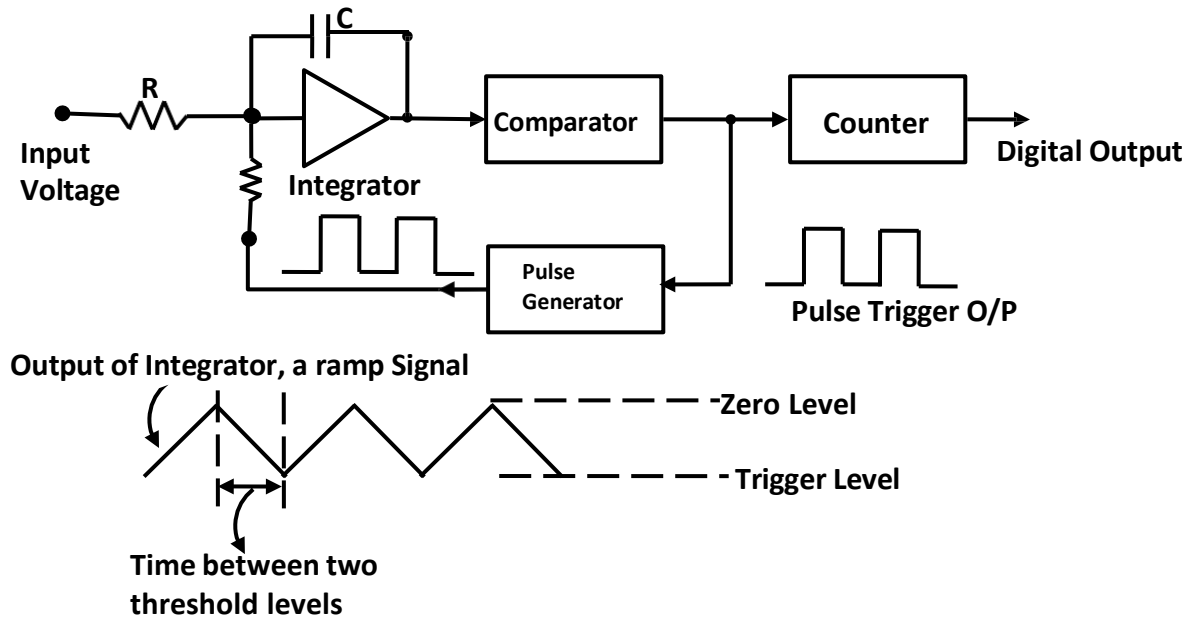 C
R
Comparator
Counter
Input
Voltage
Integrator
Digital Output
Pulse
Generator
Pulse Trigger O/P
Output of Integrator, a ramp Signal
Zero Level
Trigger Level
Time between two
threshold levels